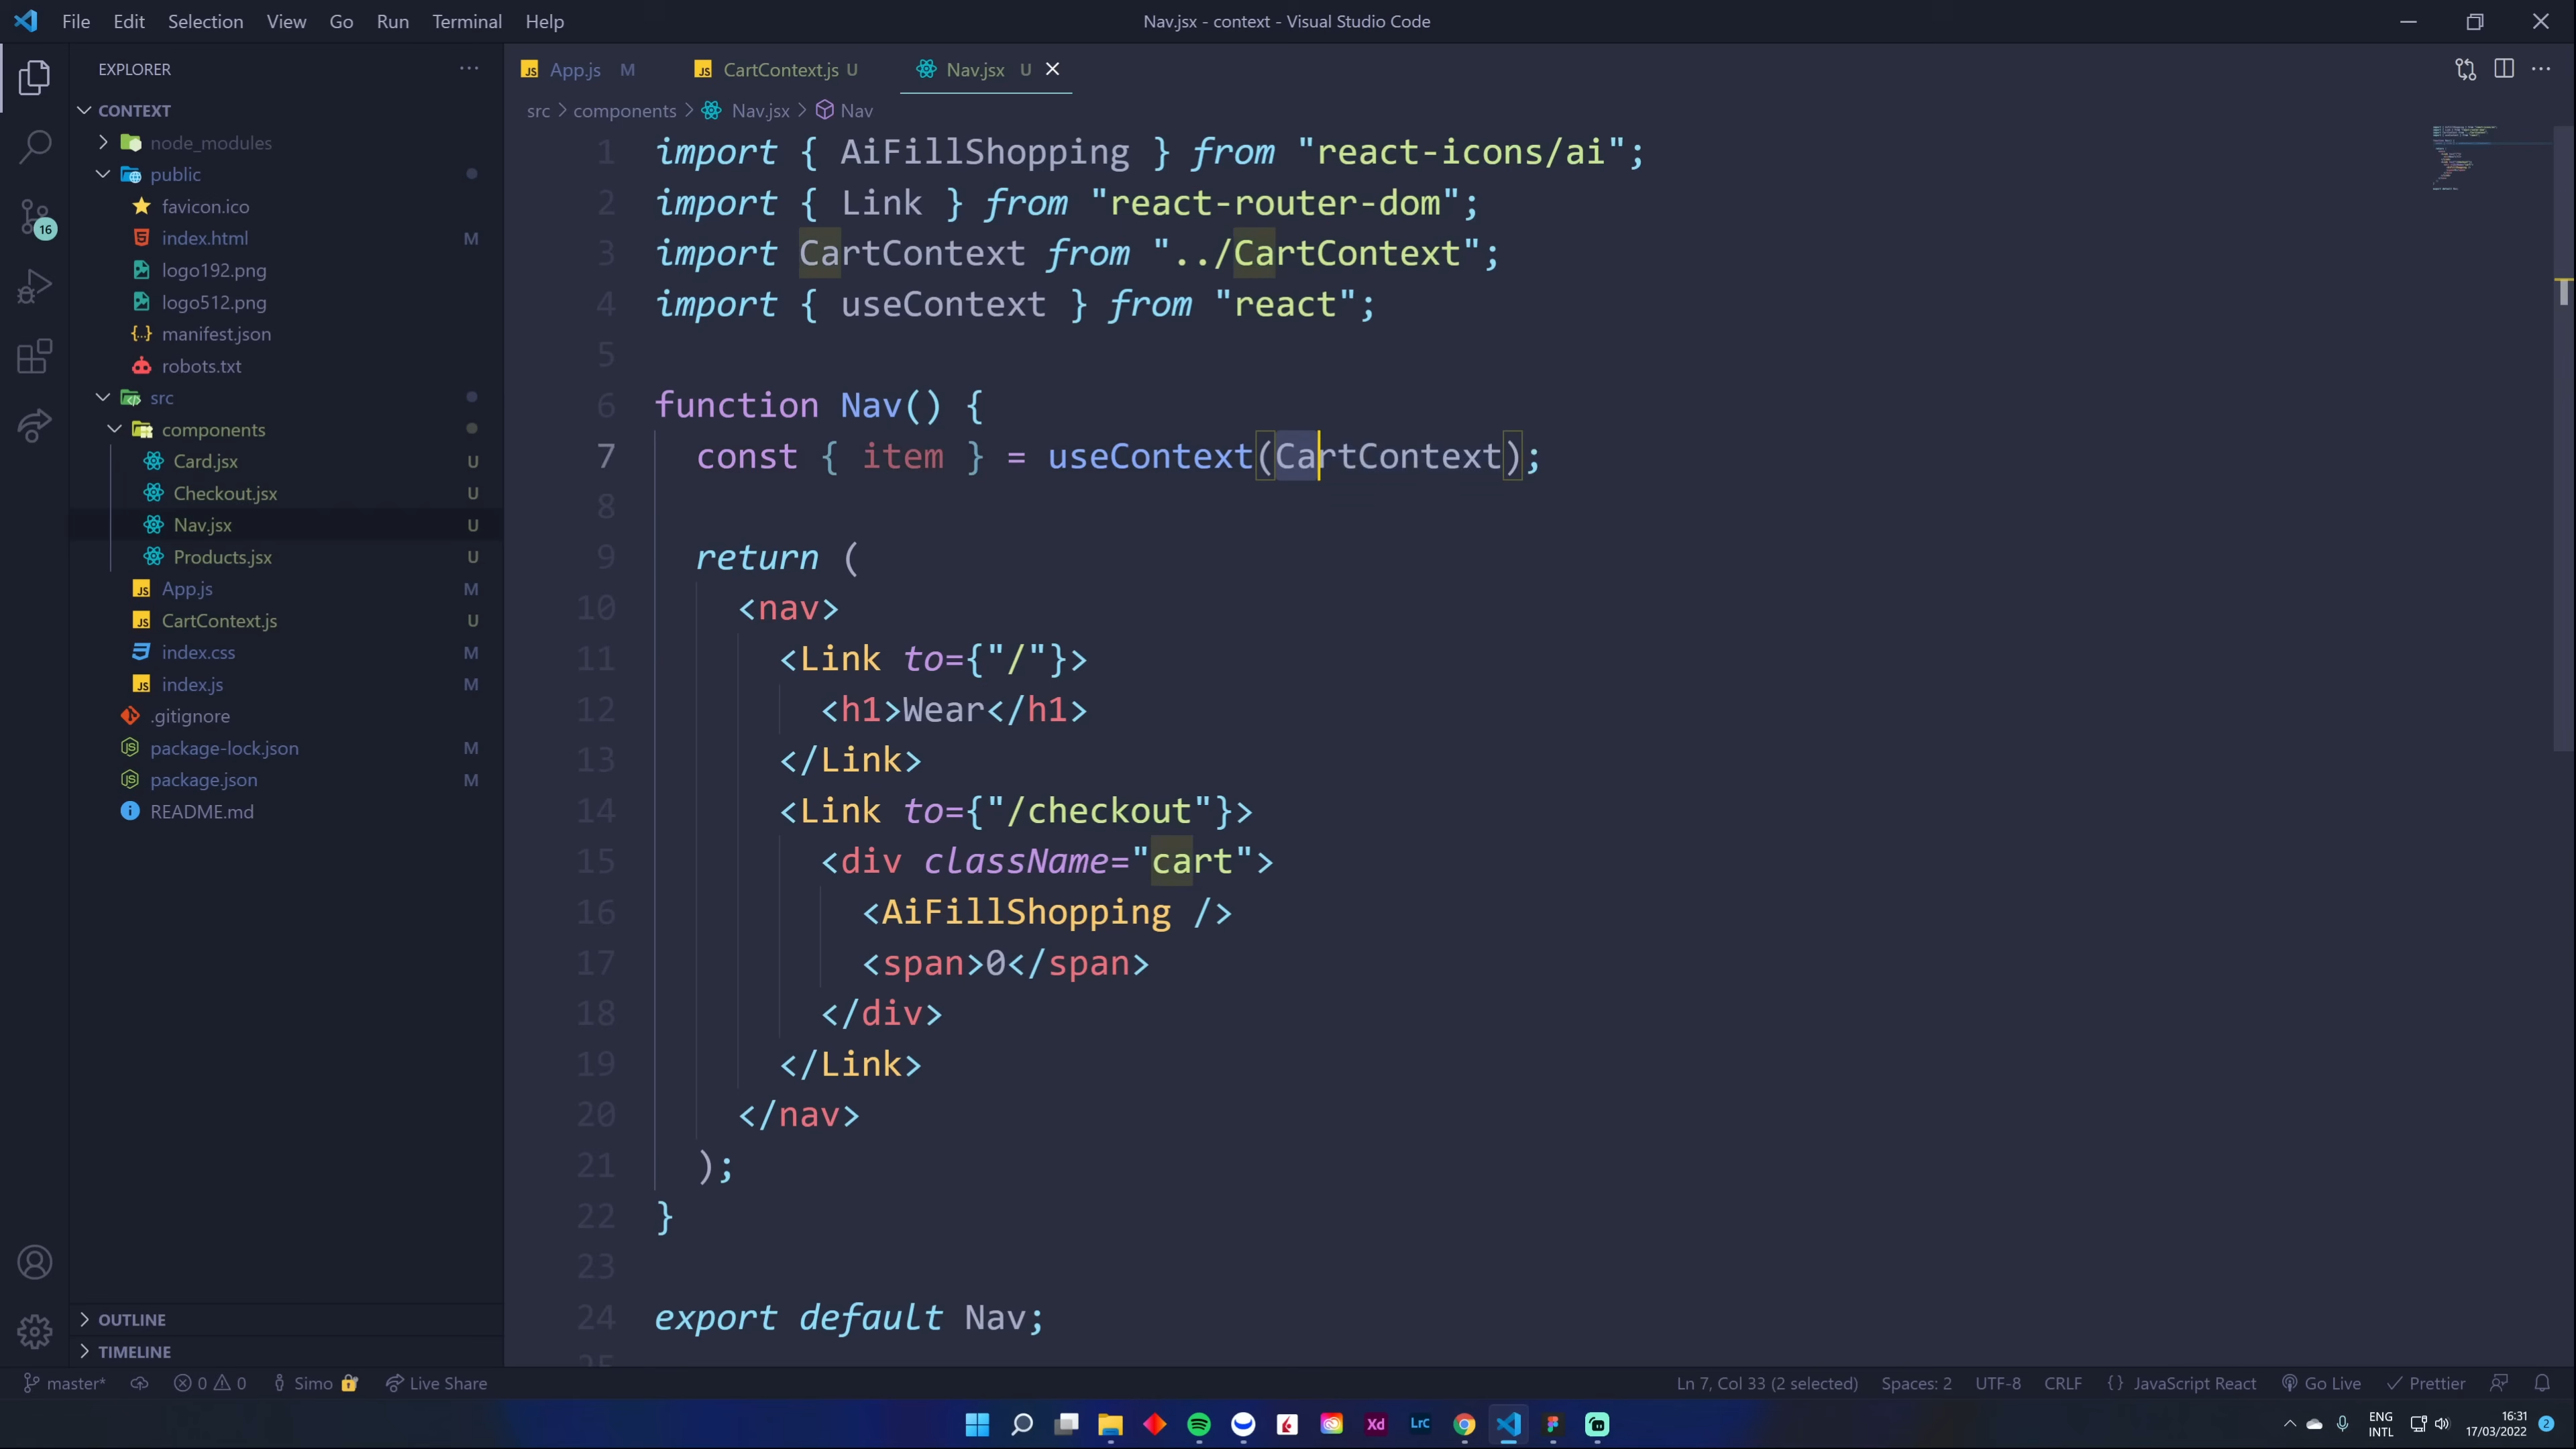 File Edit Selection View Go Run Terminal Help
Nav.jsx - context - Visual Studio Code
EXPLORER
CONTEXT
node_modules
public
favicon.ico
index.html M
logo192.png
logo512.png
manifest.json
robots.txt
src
components
Card.jsx U
Checkout.jsx U
Nav.jsx U
Products.jsx U
App.js M
CartContext.js U
index.css M
index.js M
.gitignore
package-lock.json M
package.json M
README.md
OUTLINE
TIMELINE
16
App.js M CartContext.js U Nav.jsx U
src > components > Nav.jsx > Nav
1 import { AiFillShopping } from "react-icons/ai";
2 import { Link } from "react-router-dom";
3 import CartContext from "../CartContext";
4 import { useContext } from "react";
5
6 function Nav() {
7 const { item } = useContext(CartContext);
8
9 return (
10 <nav>
11 <Link to={"/"}>
12 <h1>Wear</h1>
13 </Link>
14 <Link to={"/checkout"}>
15 <div className="cart">
16 <AiFillShopping />
17 <span>0</span>
18 </div>
19 </Link>
20 </nav>
21 );
22 }
23
24 export default Nav;
25
master* 0 0 Simo Live Share
Ln 7, Col 33 (2 selected) Spaces: 2 UTF-8 CRLF {} JavaScript React Go Live Prettier
Xd LrC
ENG
INTL
16:31
17/03/2022
2